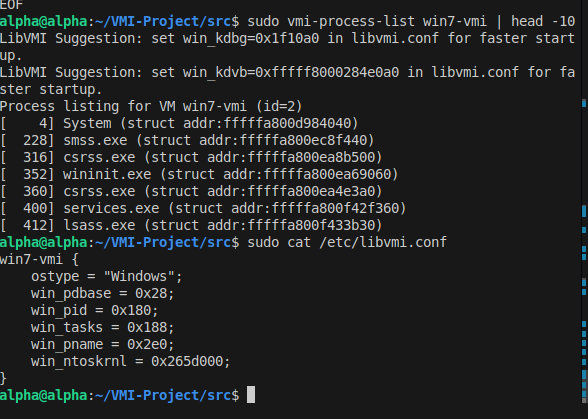 EOF
alpha@alpha:~/VMI-Project/src$ sudo vmi-process-list win7-vmi | head -10
LibVMI Suggestion: set win_kdbg=0x1f10a0 in libvmi.conf for faster start
up.
LibVMI Suggestion: set win_kdvb=0xfffff8000284e0a0 in libvmi.conf for fa
ster startup.
Process listing for VM win7-vmi (id=2)
[    4] System (struct addr:fffffa800d984040)
[  228] smss.exe (struct addr:fffffa800ec8f440)
[  316] csrss.exe (struct addr:fffffa800ea8b500)
[  352] wininit.exe (struct addr:fffffa800ea69060)
[  360] csrss.exe (struct addr:fffffa800ea4e3a0)
[  400] services.exe (struct addr:fffffa800f42f360)
[  412] lsass.exe (struct addr:fffffa800f433b30)
alpha@alpha:~/VMI-Project/src$ sudo cat /etc/libvmi.conf
win7-vmi {
    ostype = "Windows";
    win_pdbase = 0x28;
    win_pid = 0x180;
    win_tasks = 0x188;
    win_pname = 0x2e0;
    win_ntoskrnl = 0x265d000;
}
alpha@alpha:~/VMI-Project/src$